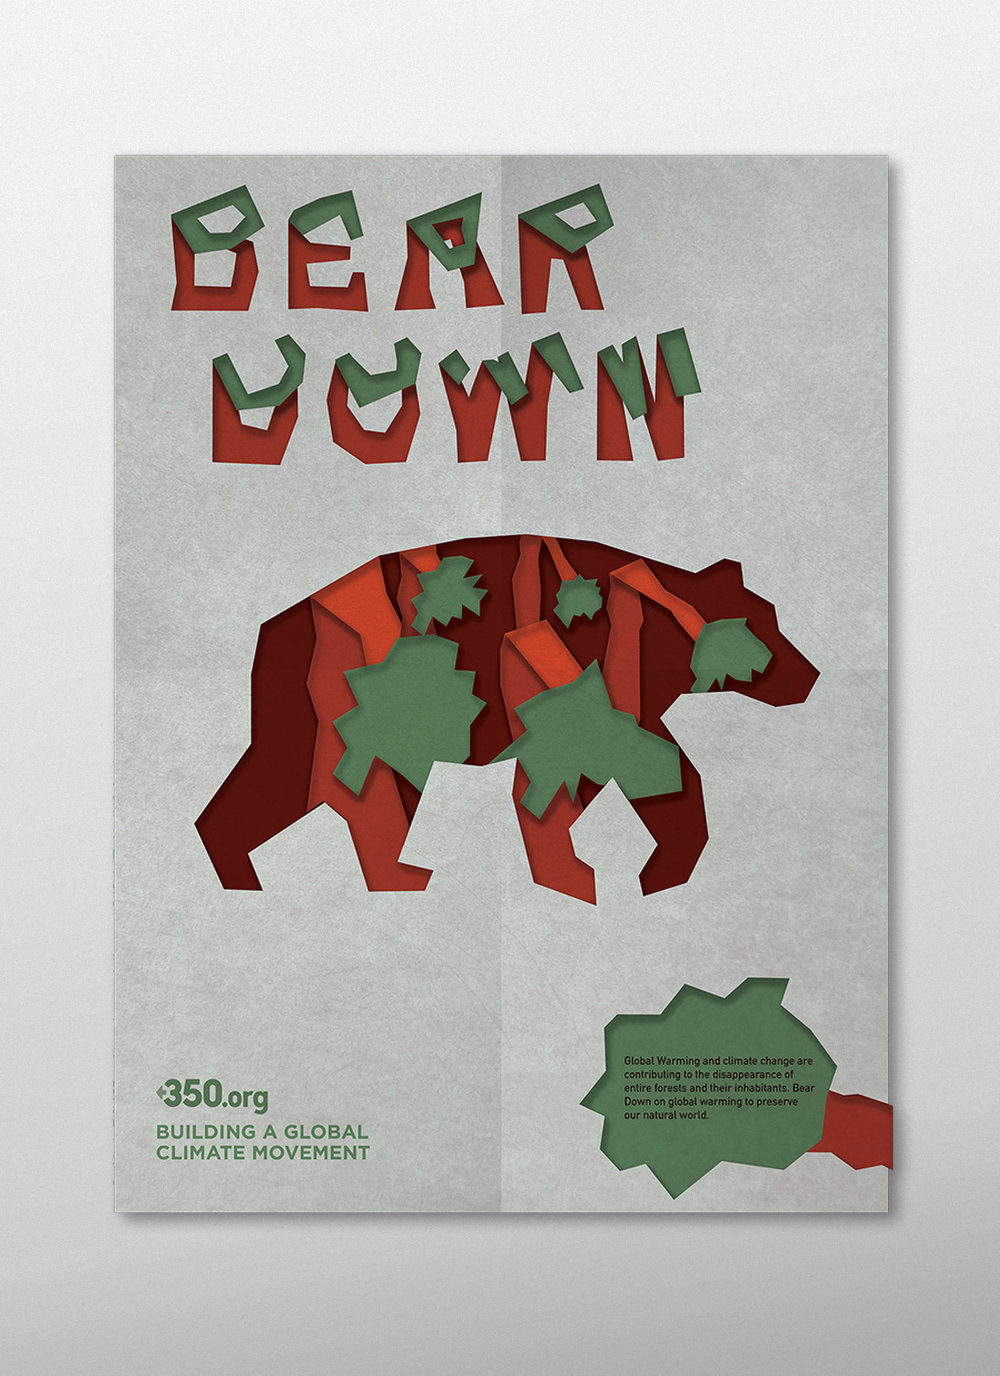 BEAR
DOWN
350.org
BUILDING A GLOBAL
CLIMATE MOVEMENT
Global Warming and climate change are
contributing to the disappearance of
entire forests and their inhabitants. Bear
Down on global warming to preserve
our natural world.